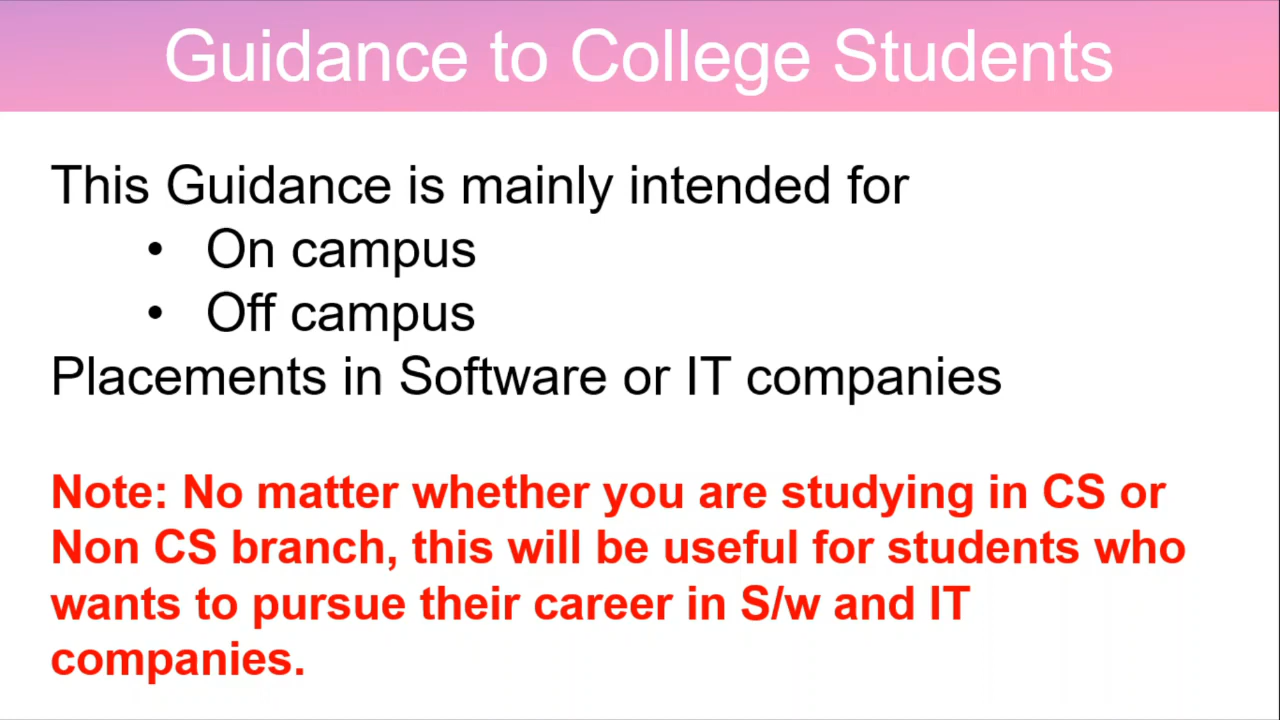 Guidance to College Students
This Guidance is mainly intended for
• On campus
• Off campus
Placements in Software or IT companies
Note: No matter whether you are studying in CS or
Non CS branch, this will be useful for students who
wants to pursue their career in S/w and IT
companies.